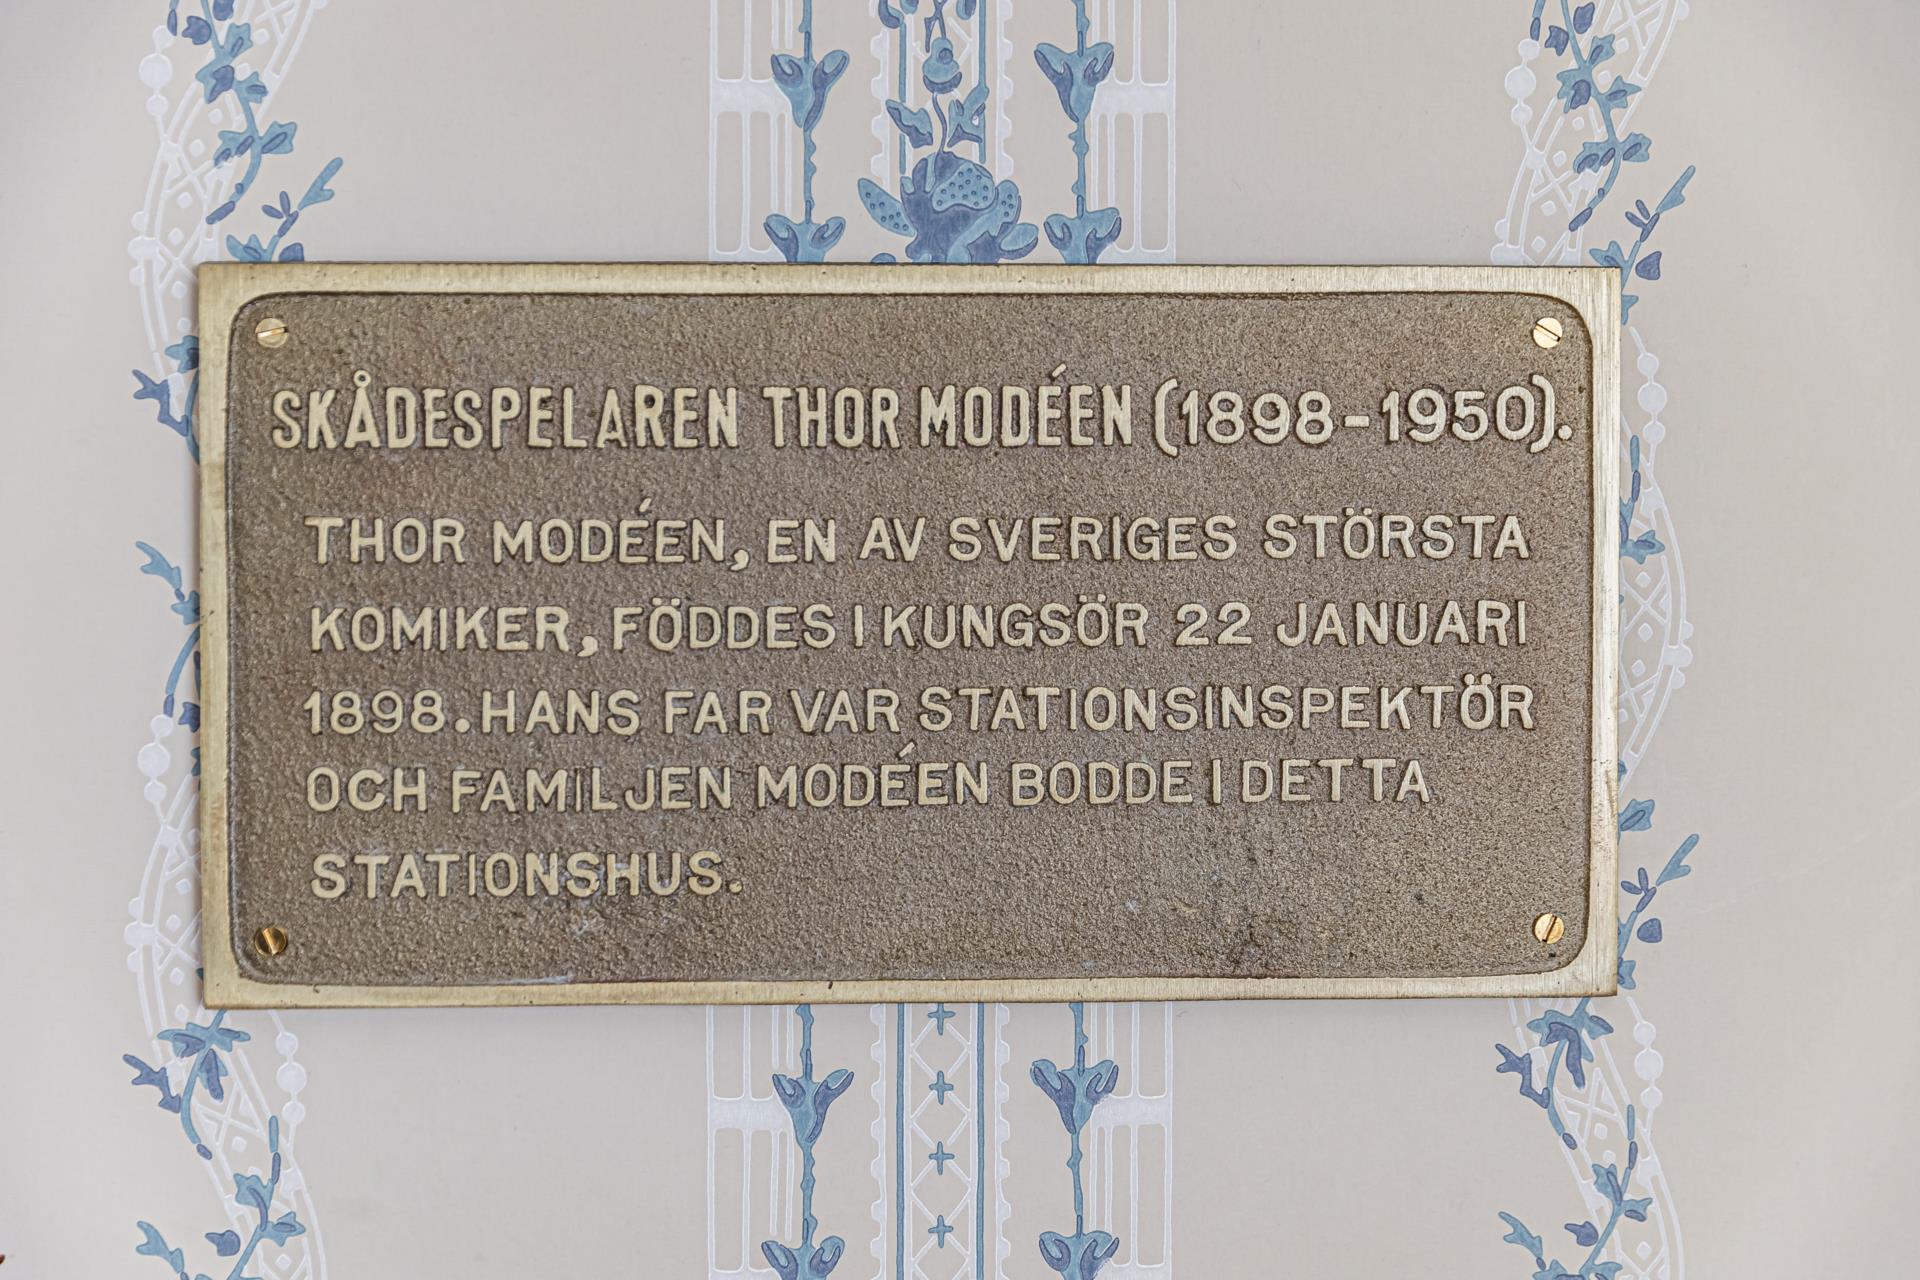 SKÅDESPELAREN THOR MODÉEN (1898-1950).
THOR MODÉEN, EN AV SVERIGES STÖRSTA
KOMIKER, FÖDDES I KUNGSÖR 22 JANUARI
1898. HANS FAR VAR STATIONSINSPEKTÖR
OCH FAMILJEN MODÉEN BODDE I DETTA
STATIONSHUS.